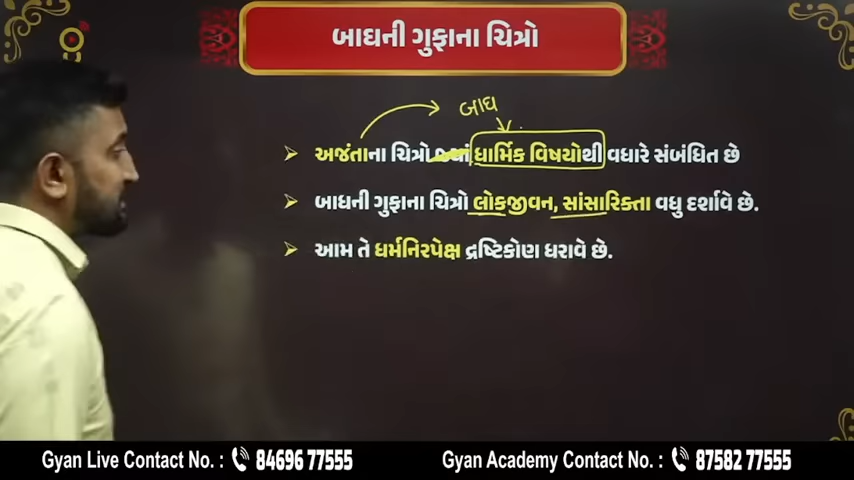 બાઘની ગુફાના ચિત્રો
બાઘ
અજંતાના ચિત્રો ધાર્મિક વિષયોથી વધારે સંબંધિત છે
બાઘની ગુફાના ચિત્રો લોકજીવન, સાંસારિક્તા વધુ દર્શાવે છે.
આમ તે ધર્મનિરપેક્ષ દ્રષ્ટિકોણ ધરાવે છે.
Gyan Live Contact No. : 84696 77555 Gyan Academy Contact No. : 87582 77555